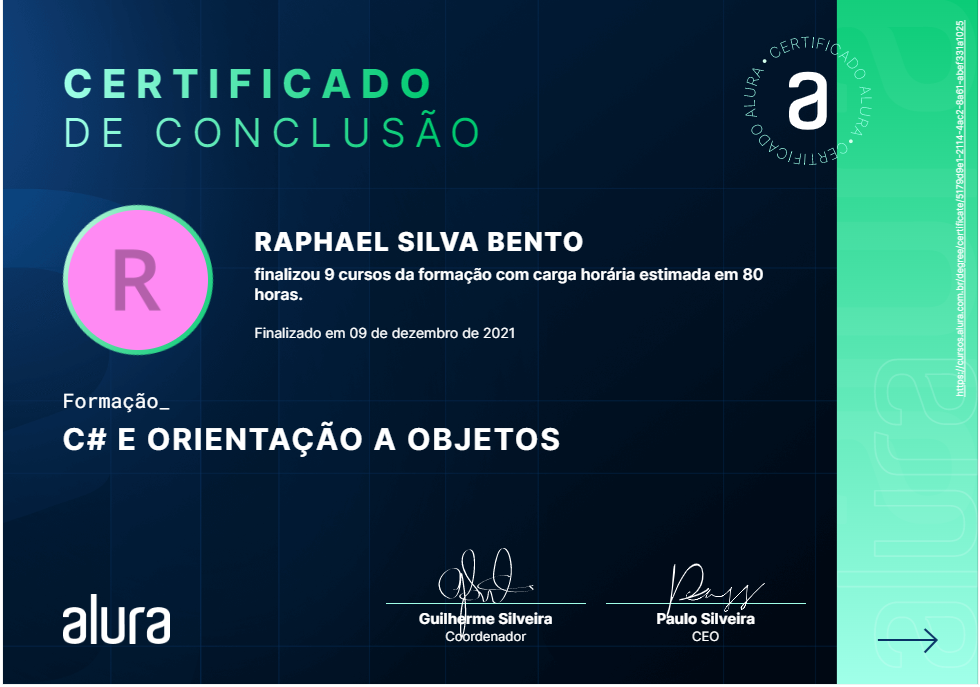 CERTIFICADO
DE CONCLUSÃO
CERTIFICADO ALURA • CERTIFICADO ALURA •
a
R
RAPHAEL SILVA BENTO
finalizou 9 cursos da formação com carga horária estimada em 80
horas.
Finalizado em 09 de dezembro de 2021
Formação_
C# E ORIENTAÇÃO A OBJETOS
alura
Guilherme Silveira
Coordenador
Paulo Silveira
CEO
https://cursos.alura.com.br/degree/certificate/5179d9e1-2114-4ac2-8a61-abef331a1025
alura